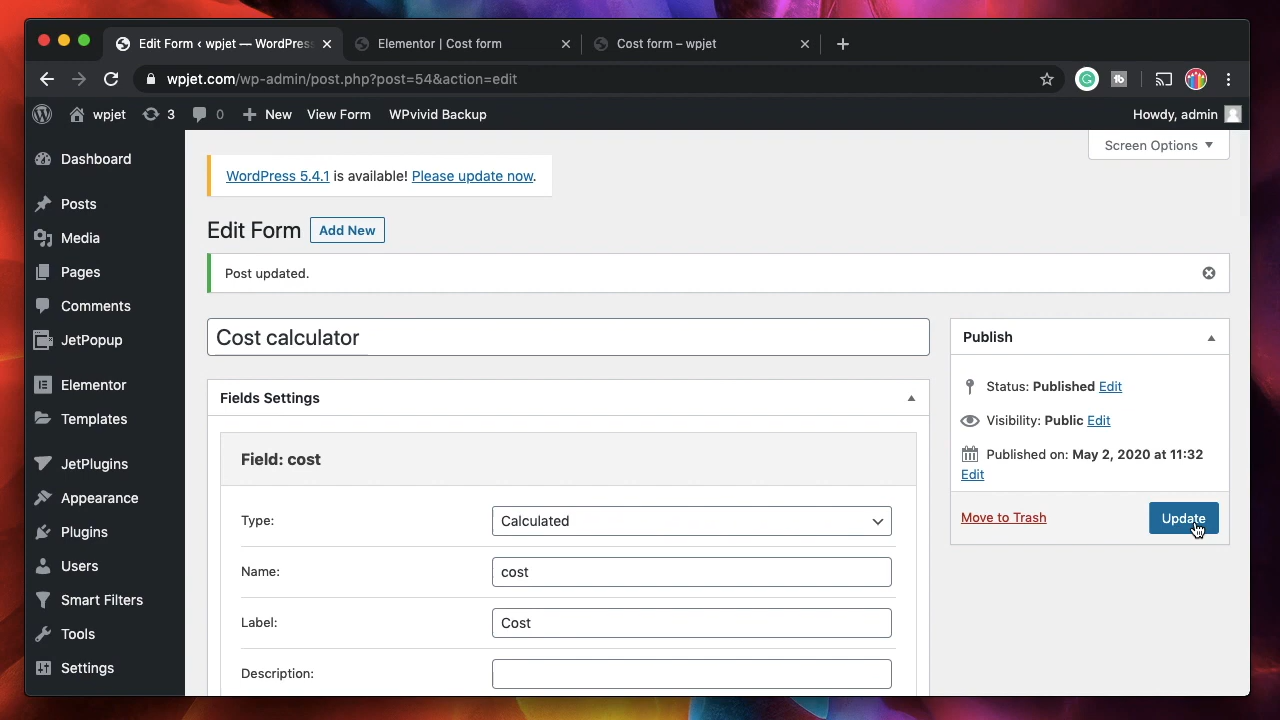 Edit Form ‹ wpjet — WordPres
Elementor | Cost form
Cost form – wpjet
wpjet.com/wp-admin/post.php?post=54&action=edit
wpjet
3
0
New
View Form
WPvivid Backup
Howdy, admin
Screen Options
Dashboard
Posts
Media
Pages
Comments
JetPopup
Elementor
Templates
JetPlugins
Appearance
Plugins
Users
Smart Filters
Tools
Settings
WordPress 5.4.1 is available! Please update now.
Edit Form
Add New
Post updated.
Cost calculator
Fields Settings
Field: cost
Type:
Calculated
Name:
cost
Label:
Cost
Description:
Publish
Status: Published Edit
Visibility: Public Edit
Published on: May 2, 2020 at 11:32
Edit
Move to Trash
Update